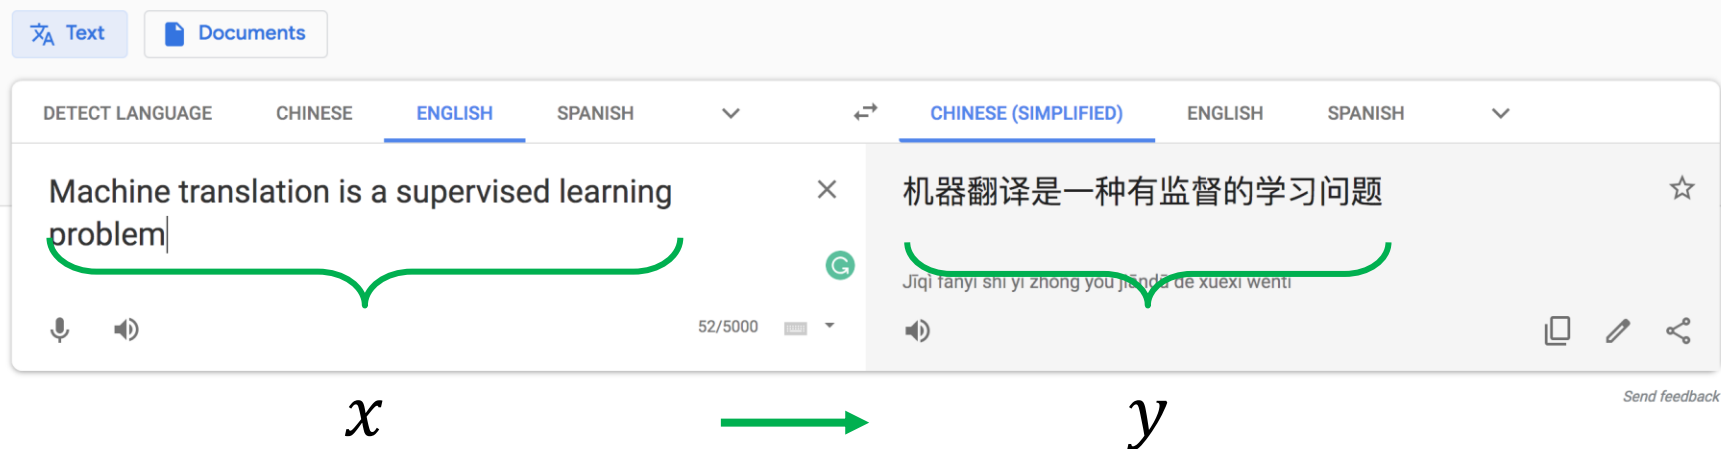 Text
Documents
DETECT LANGUAGE CHINESE ENGLISH SPANISH
CHINESE (SIMPLIFIED) ENGLISH SPANISH
Machine translation is a supervised learning
problem
机器翻译是一种有监督的学习问题
Jīqì fānyì shì yī zhǒng yǒu jiāndū de xuéxí wèntí
52/5000
Send feedback
x
y